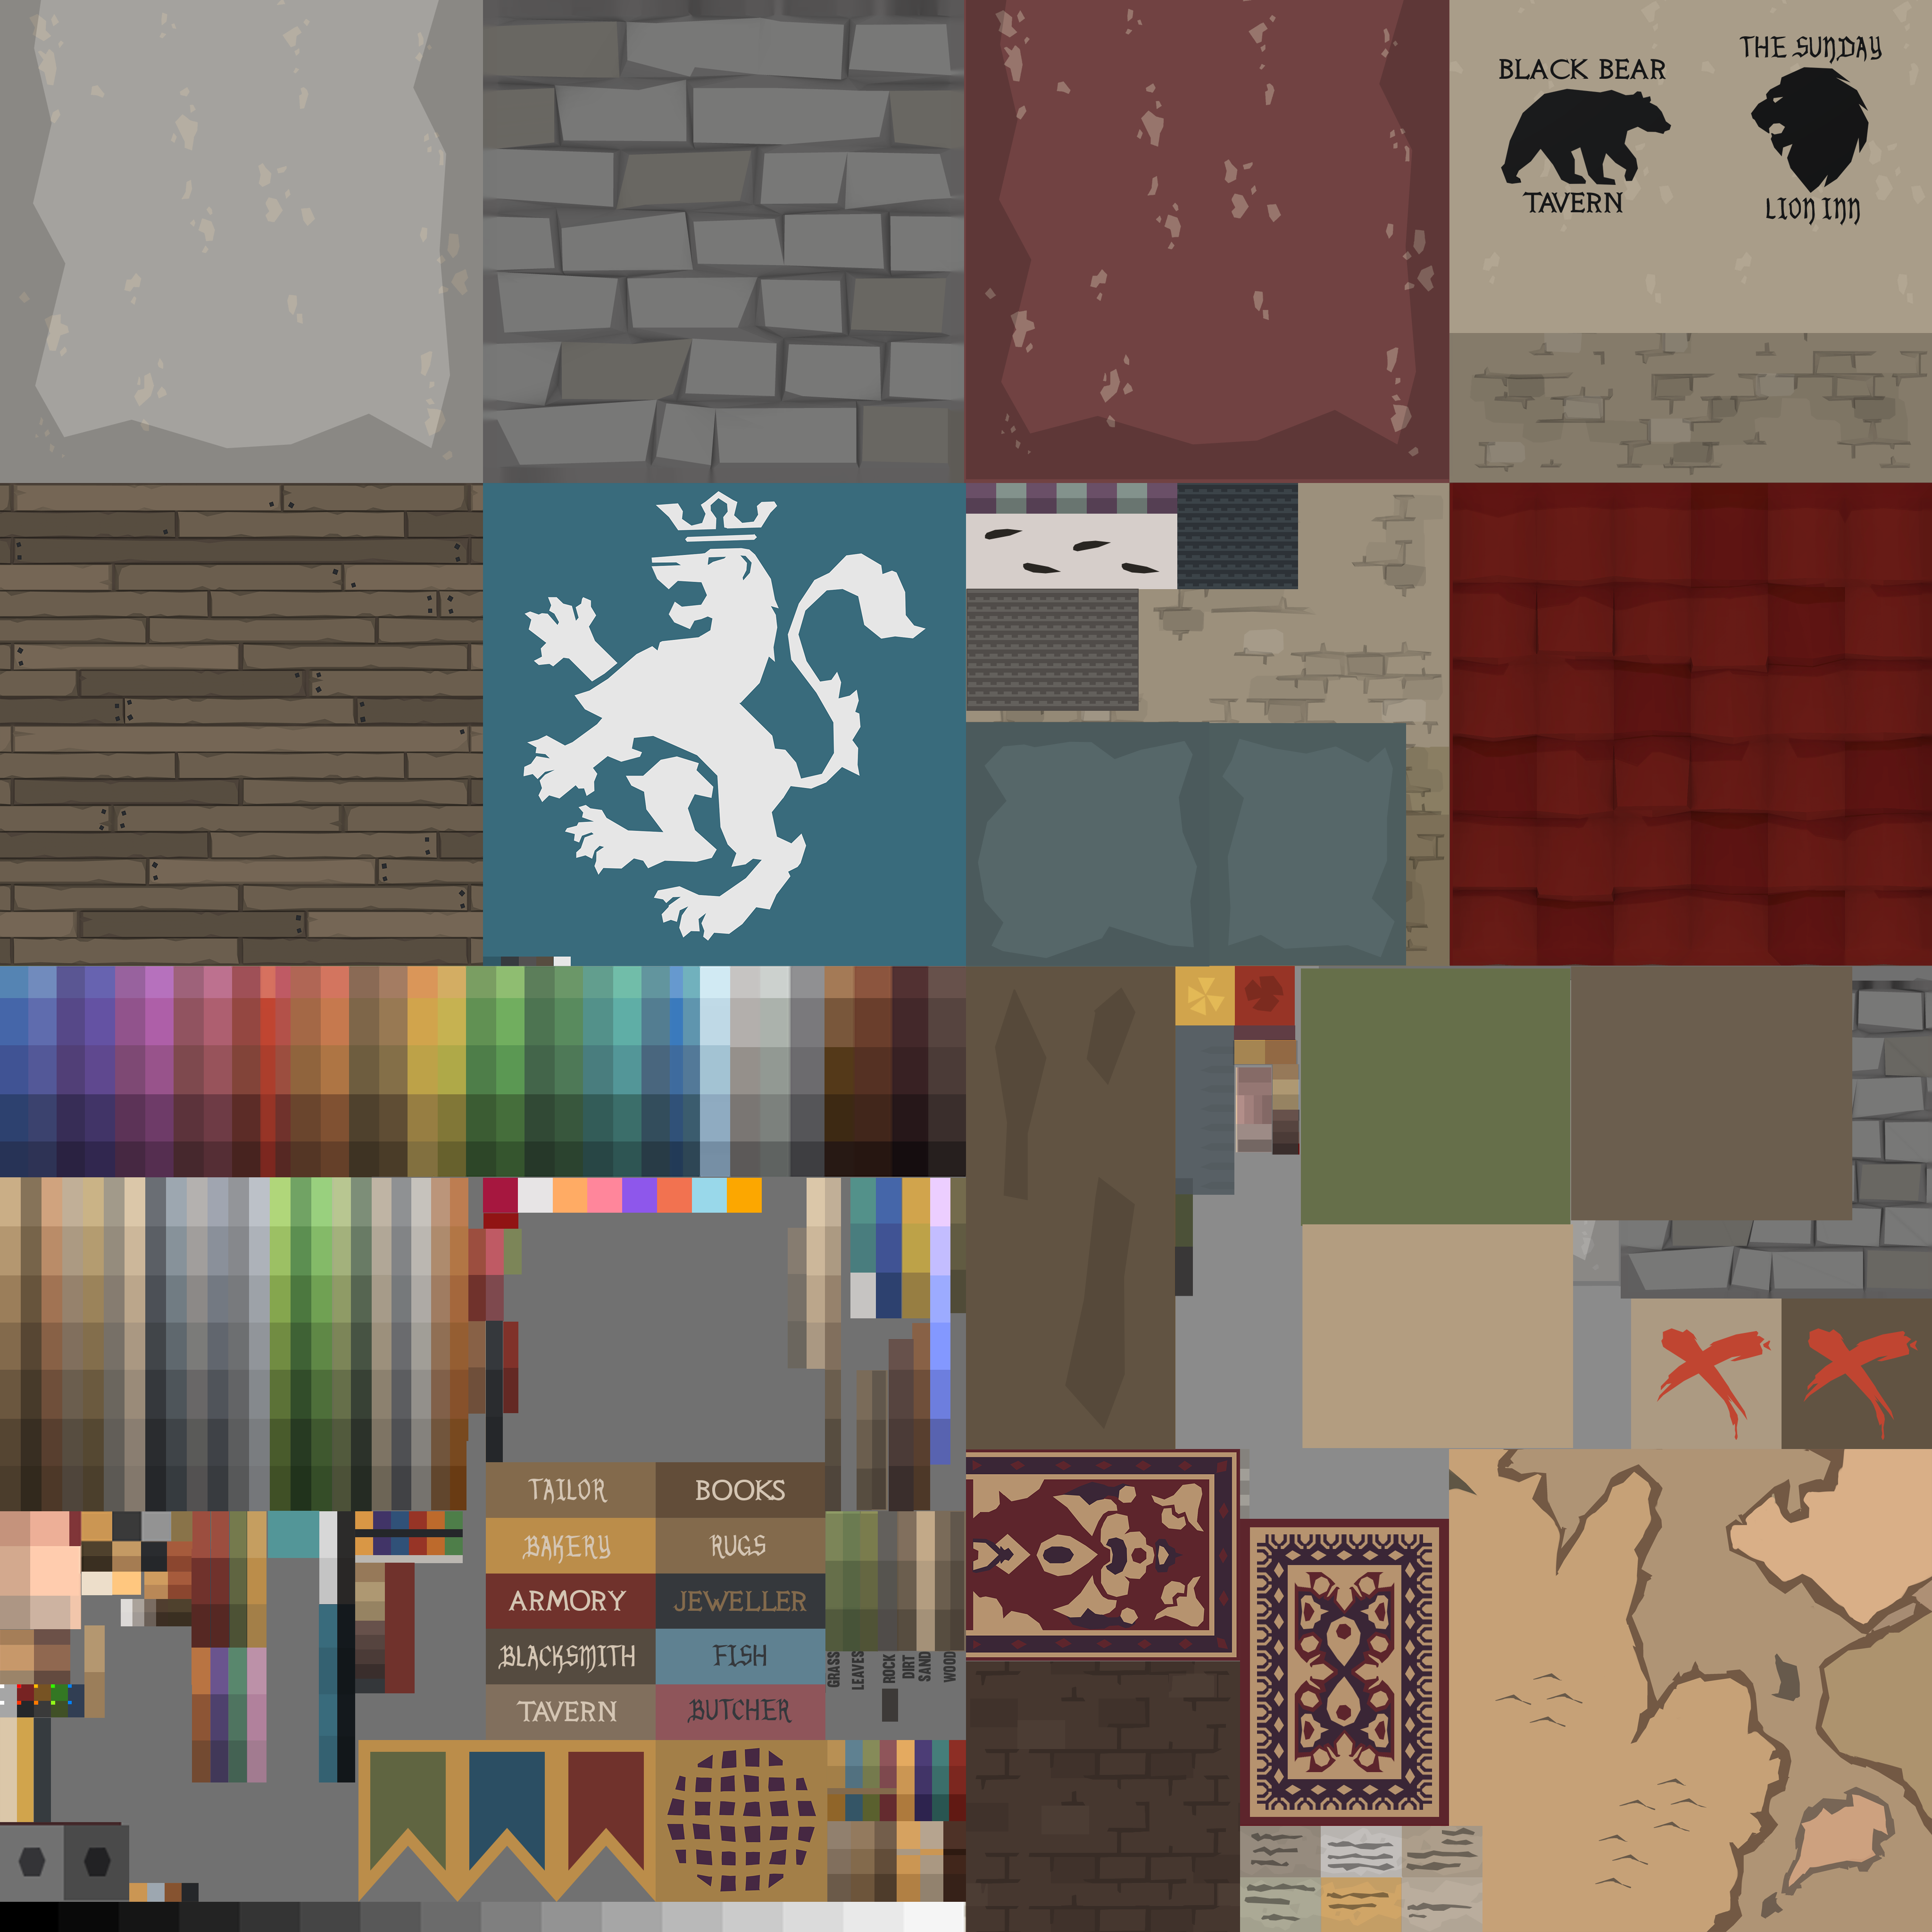 BLACK BEAR
TAVERN
THE SUNDAY
LION INN
TAILOR
BOOKS
BAKERY
RUGS
ARMORY
JEWELLER
BLACKSMITH
FISH
TAVERN
BUTCHER
GRASS
LEAVES
ROCK
DIRT
SAND
WOOD